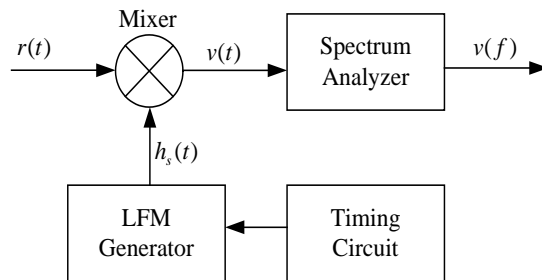 Mixer
r(t)
v(t)
Spectrum
Analyzer
v(f)
h_s(t)
LFM
Generator
Timing
Circuit